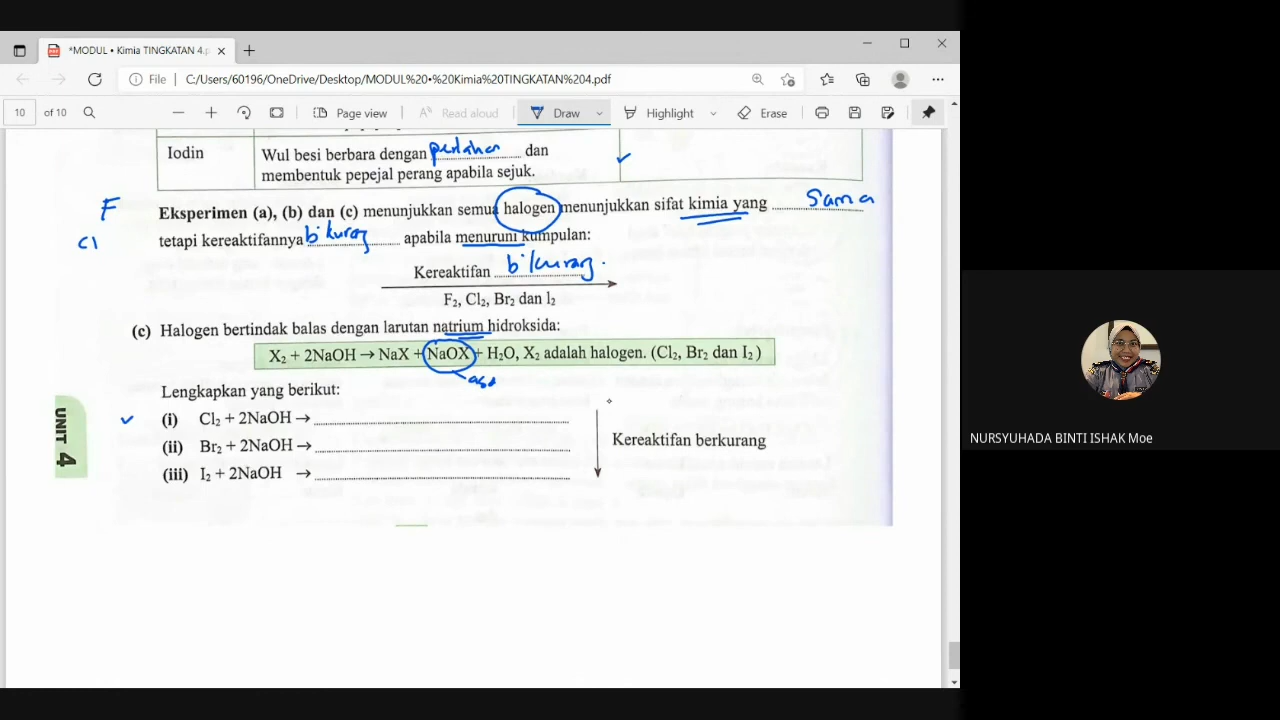 *MODUL • Kimia TINGKATAN 4.p
File C:/Users/60196/OneDrive/Desktop/MODUL%20•%20Kimia%20TINGKATAN%204.pdf
10 of 10 Page view Read aloud Draw Highlight Erase
Iodin Wul besi berbara dengan perlahan dan
membentuk pepejal perang apabila sejuk.
F Eksperimen (a), (b) dan (c) menunjukkan semua halogen menunjukkan sifat kimia yang sama
Cl tetapi kereaktifannya b'kurang apabila menuruni kumpulan:
Kereaktifan b'kurang.
F₂, Cl₂, Br₂ dan l₂
(c) Halogen bertindak balas dengan larutan natrium hidroksida:
X₂ + 2NaOH → NaX + NaOX + H₂O, X₂ adalah halogen. (Cl₂, Br₂ dan I₂)
Lengkapkan yang berikut:
(i) Cl₂ + 2NaOH →
(ii) Br₂ + 2NaOH →
(iii) I₂ + 2NaOH →
Kereaktifan berkurang
UNIT 4
NURSYUHADA BINTI ISHAK Moe